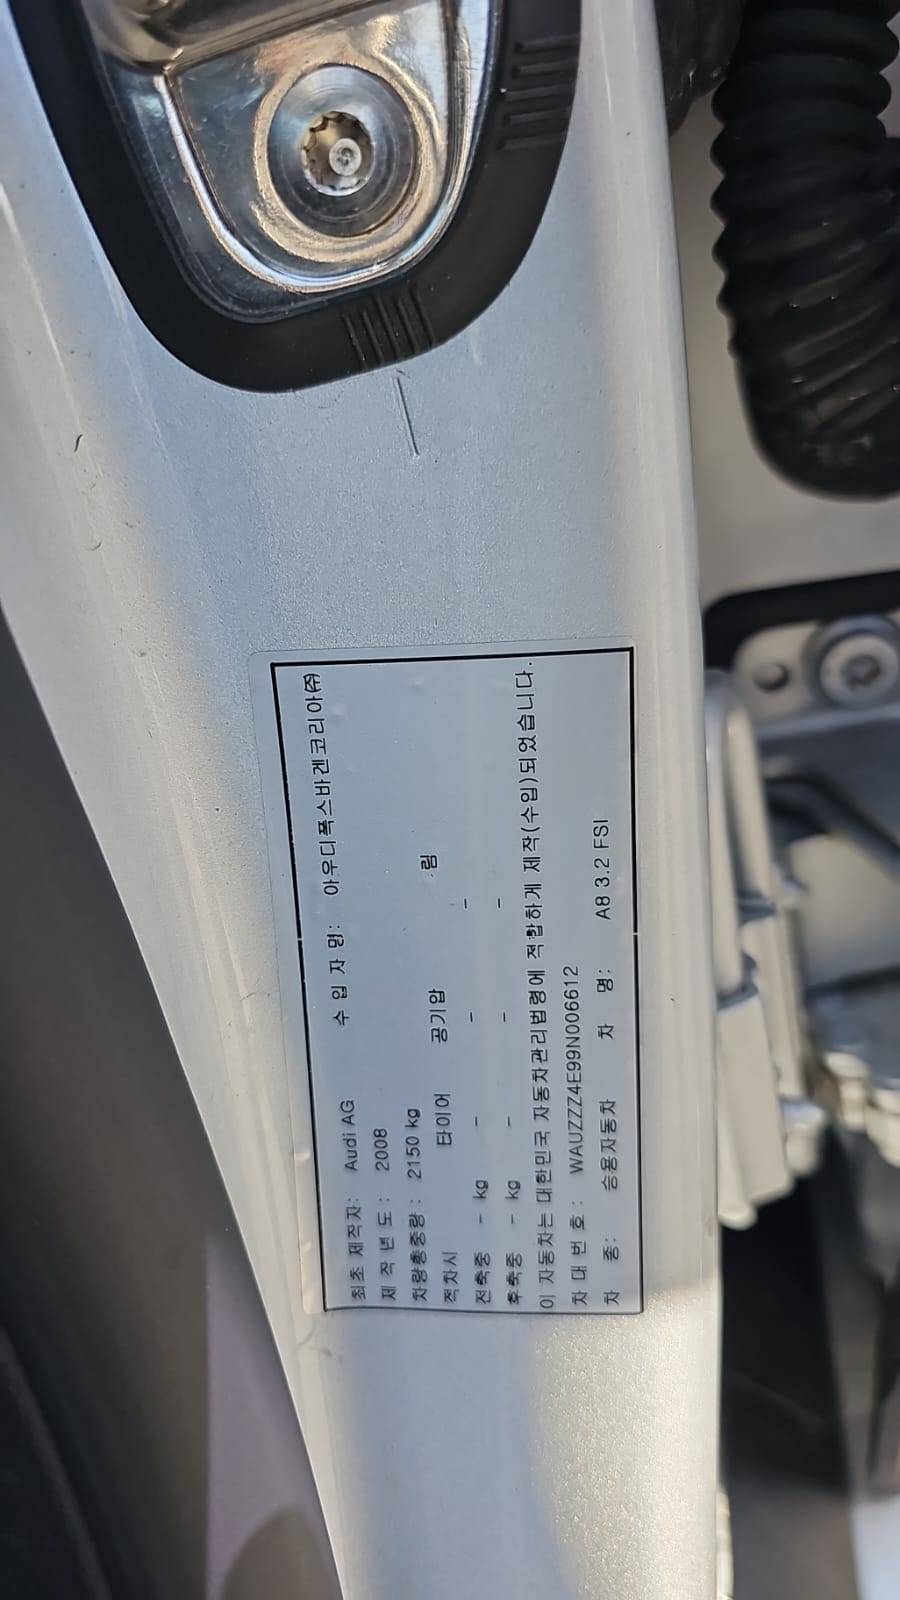 최초 제작자: Audi AG 수 입 자 명: 아우디폭스바겐코리아㈜
제 작 년 도 : 2008
차량총중량 : 2150 kg
적차시 타이어 공기압 림
전축중 - kg - - -
후축중 - kg - - -
이 자동차는 대한민국 자동차관리법령에 적합하게 제작(수입)되었습니다.
차 대 번 호 : WAUZZZ4E99N006612
차 종: 승용자동차 차 명: A8 3.2 FSI